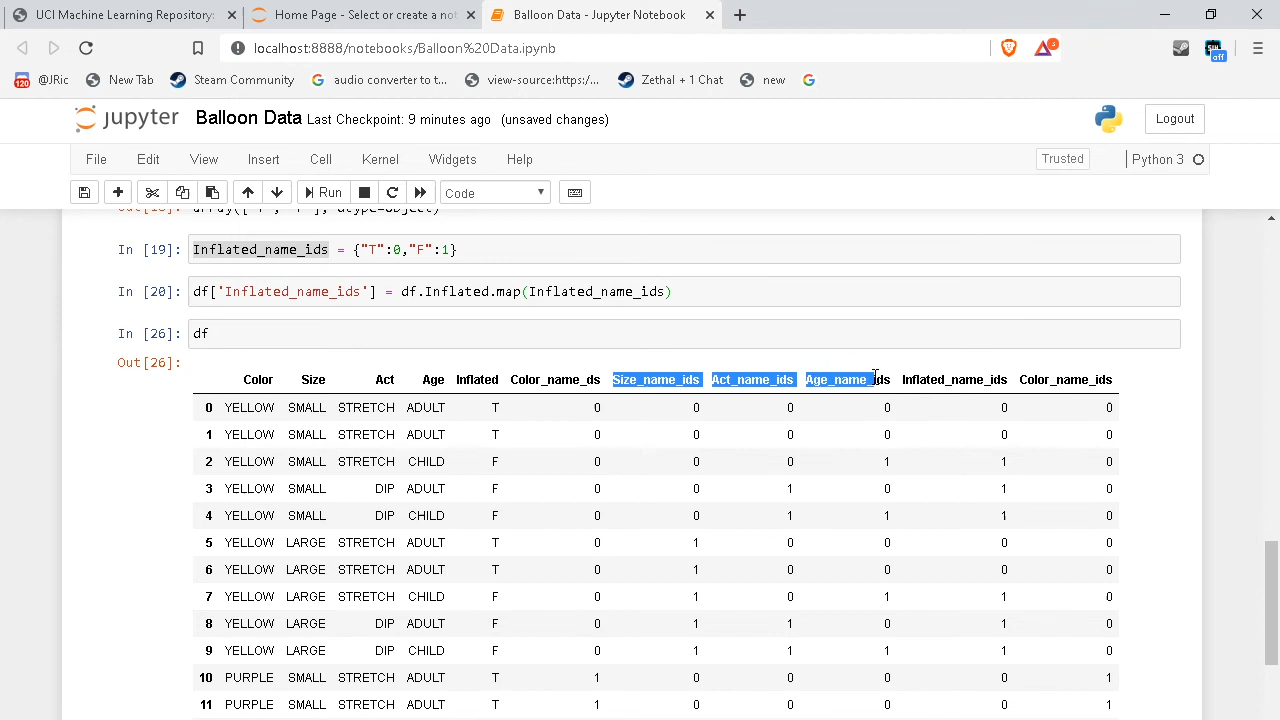 UCI Machine Learning Repository: Home Page - Select or create a not Balloon Data - Jupyter Notebook
localhost:8888/notebooks/Balloon%20Data.ipynb
120 @JRic New Tab Steam Community audio converter to t... view-source:https:/... Zethal + 1 Chat new
jupyter Balloon Data Last Checkpoint: 3 minutes ago (unsaved changes) Logout
File Edit View Insert Cell Kernel Widgets Help Trusted Python 3
Run Code
In [19]: Inflated_name_ids = {"T":0,"F":1}
In [20]: df['Inflated_name_ids'] = df.Inflated.map(Inflated_name_ids)
In [26]: df
Out[26]:
Color Size Act Age Inflated Color_name_ds Size_name_ids Act_name_ids Age_name_ids Inflated_name_ids Color_name_ids
0 YELLOW SMALL STRETCH ADULT T 0 0 0 0 0 0
1 YELLOW SMALL STRETCH ADULT T 0 0 0 0 0 0
2 YELLOW SMALL STRETCH CHILD F 0 0 0 1 1 0
3 YELLOW SMALL DIP ADULT F 0 0 1 0 1 0
4 YELLOW SMALL DIP CHILD F 0 0 1 1 1 0
5 YELLOW LARGE STRETCH ADULT T 0 1 0 0 0 0
6 YELLOW LARGE STRETCH ADULT T 0 1 0 0 0 0
7 YELLOW LARGE STRETCH CHILD F 0 1 0 1 1 0
8 YELLOW LARGE DIP ADULT F 0 1 1 0 1 0
9 YELLOW LARGE DIP CHILD F 0 1 1 1 1 0
10 PURPLE SMALL STRETCH ADULT T 1 0 0 0 0 1
11 PURPLE SMALL STRETCH ADULT T 1 0 0 0 0 1